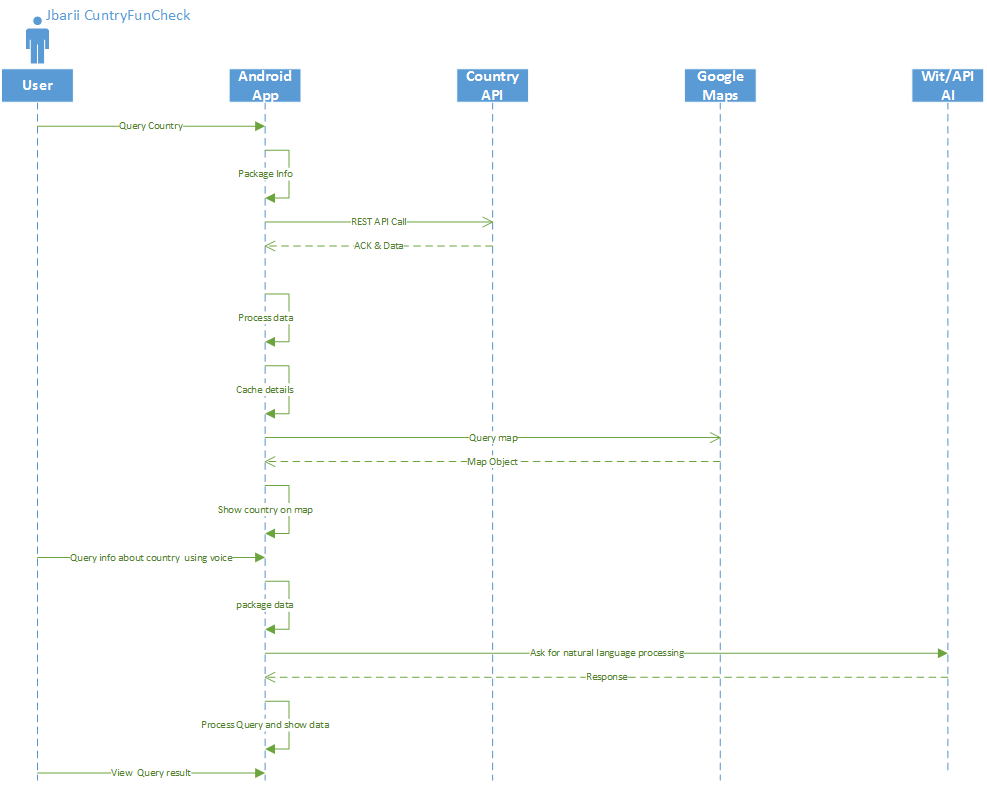 Jbarii CuntryFunCheck
User
Android
App
Country
API
Google
Maps
Wit/API
AI
Query Country
Package Info
REST API Call
ACK & Data
Process data
Cache details
Query map
Map Object
Show country on map
Query info about country using voice
package data
Ask for natural language processing
Response
Process Query and show data
View Query result